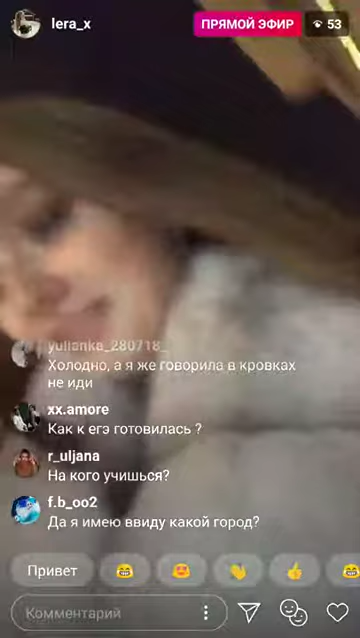 lera_x
ПРЯМОЙ ЭФИР
53
yulianka_280718_
Холодно, а я же говорила в кровках
не иди
xx.amore
Как к егэ готовилась ?
r_uljana
На кого учишься?
f.b_oo2
Да я имею ввиду какой город?
Привет
Комментарий